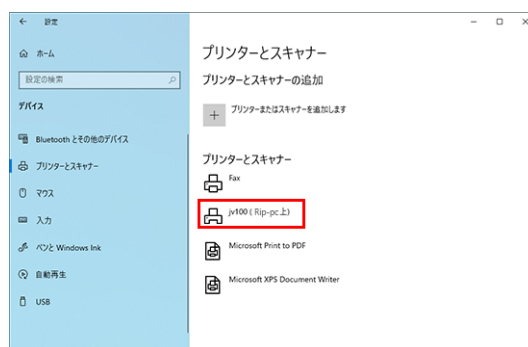 設定
ホーム
設定の検索
デバイス
Bluetooth とその他のデバイス
プリンターとスキャナー
マウス
入力
ペンと Windows Ink
自動再生
USB
プリンターとスキャナー
プリンターとスキャナーの追加
プリンターまたはスキャナーを追加します
プリンターとスキャナー
Fax
jv100 ( Rip-pc 上)
Microsoft Print to PDF
Microsoft XPS Document Writer